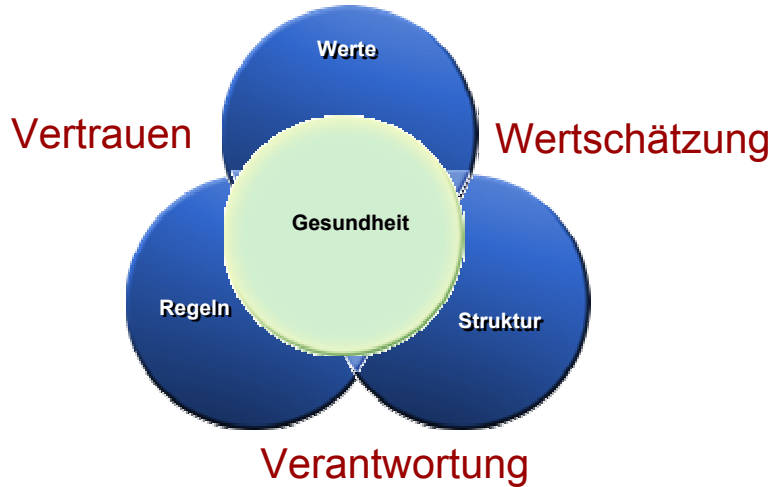 Werte
Vertrauen
Wertschätzung
Gesundheit
Regeln
Struktur
Verantwortung